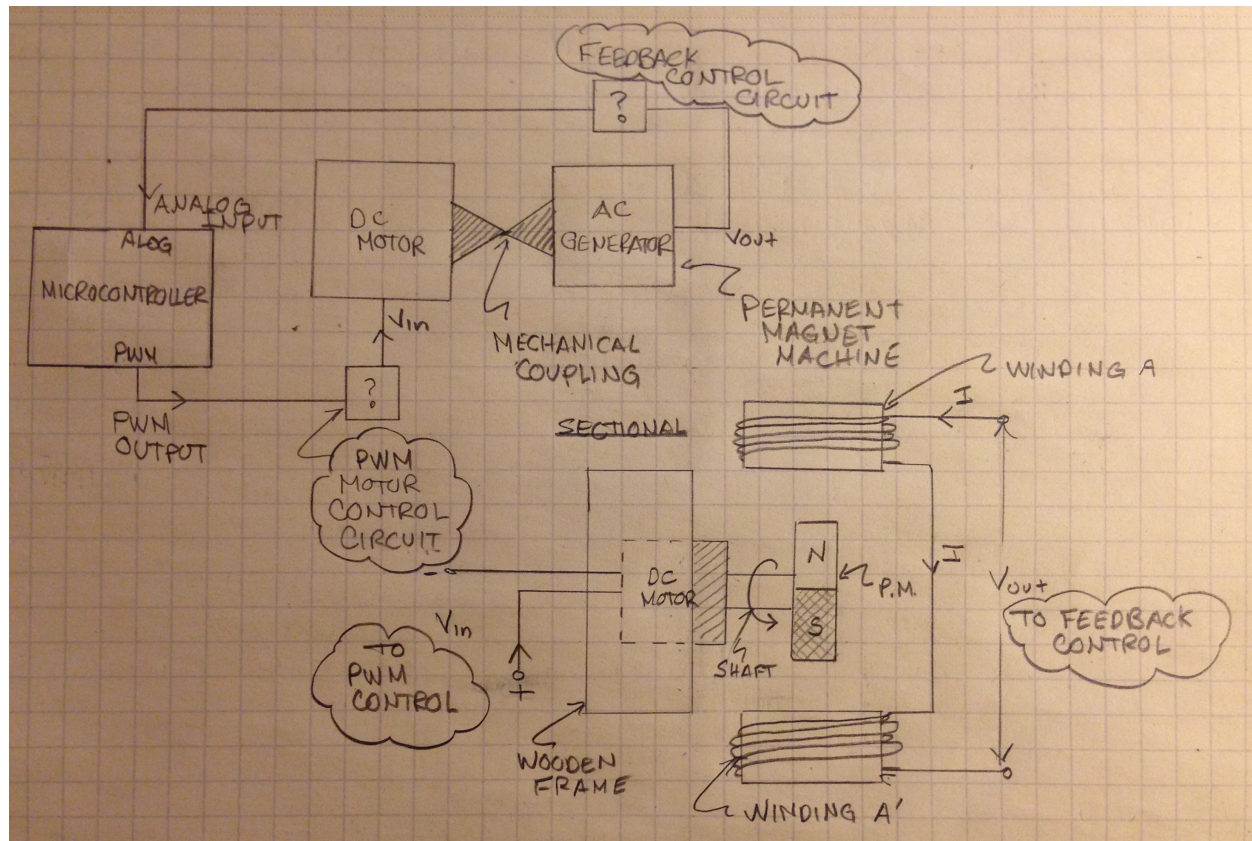 FEEDBACK
CONTROL
CIRCUIT
?
ANALOG
INPUT
ALOG
MICROCONTROLLER
PWM
PWM
OUTPUT
?
Vin
DC
MOTOR
AC
GENERATOR
Vout
MECHANICAL
COUPLING
PERMANENT
MAGNET
MACHINE
PWM
MOTOR
CONTROL
CIRCUIT
SECTIONAL
WINDING A
I
I
-
Vin
+
TO
PWM
CONTROL
DC
MOTOR
SHAFT
N
S
P.M.
Vout
TO FEEDBACK
CONTROL
WOODEN
FRAME
WINDING A'